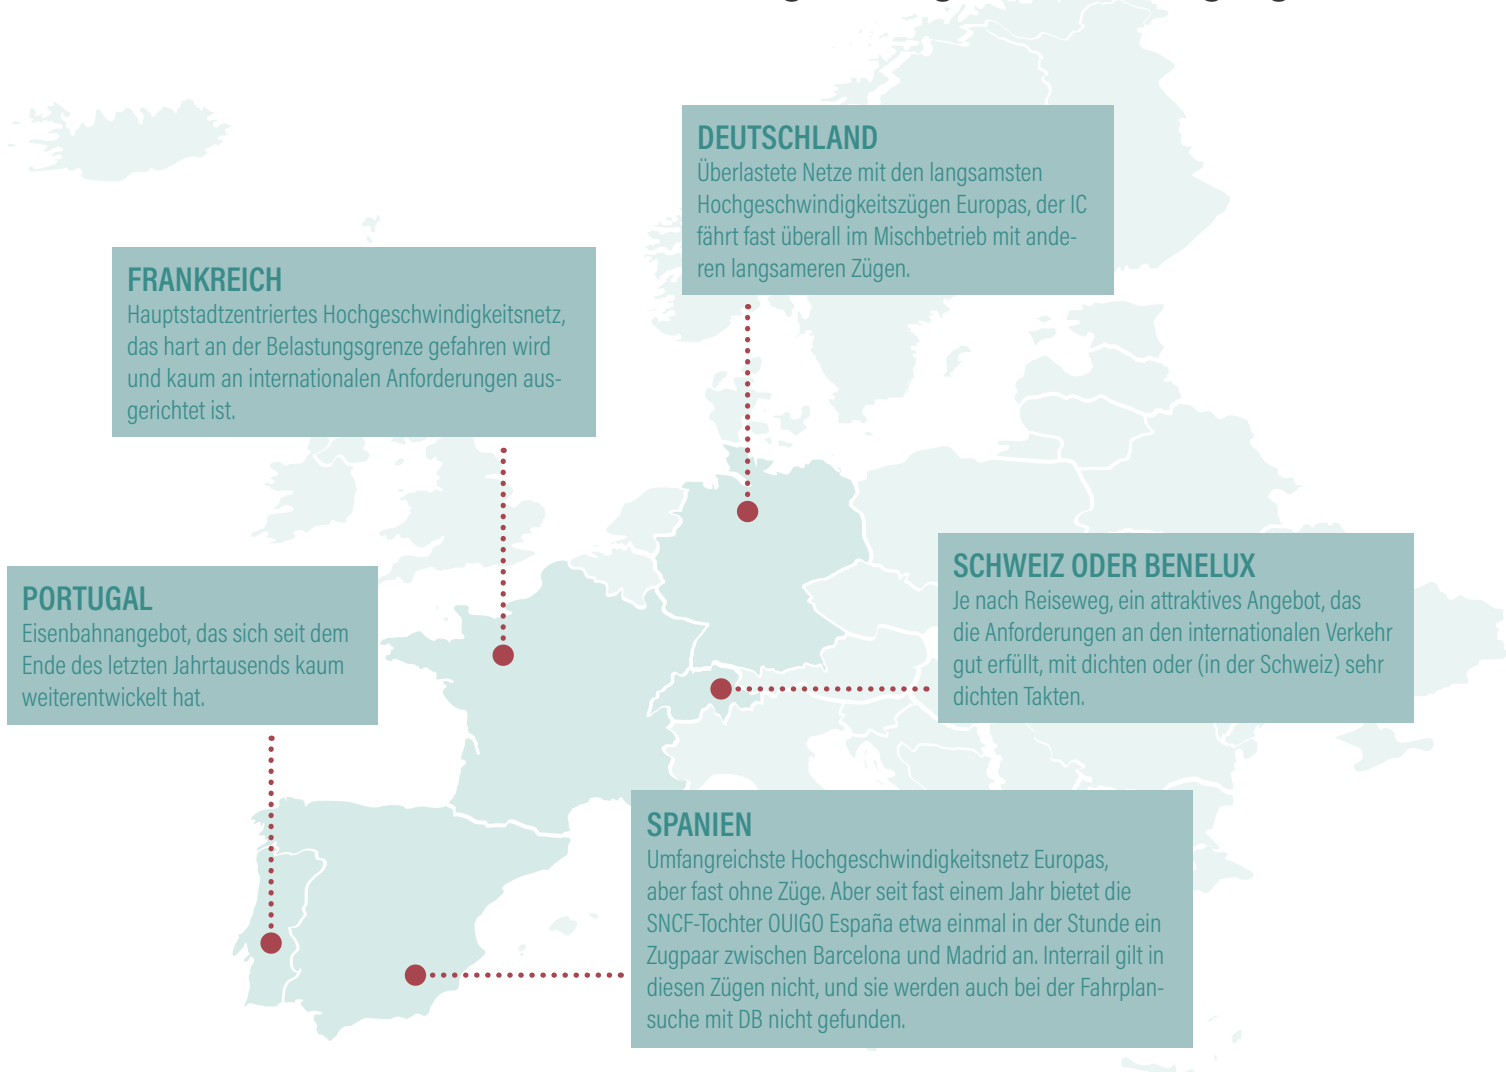 DEUTSCHLAND
Überlastete Netze mit den langsamsten
Hochgeschwindigkeitszügen Europas, der IC
fährt fast überall im Mischbetrieb mit ande-
ren langsameren Zügen.
FRANKREICH
Hauptstadtzentriertes Hochgeschwindigkeitsnetz,
das hart an der Belastungsgrenze gefahren wird
und kaum an internationalen Anforderungen aus-
gerichtet ist.
SCHWEIZ ODER BENELUX
Je nach Reiseweg, ein attraktives Angebot, das
die Anforderungen an den internationalen Verkehr
gut erfüllt, mit dichten oder (in der Schweiz) sehr
dichten Takten.
PORTUGAL
Eisenbahnangebot, das sich seit dem
Ende des letzten Jahrtausends kaum
weiterentwickelt hat.
SPANIEN
Umfangreichste Hochgeschwindigkeitsnetz Europas,
aber fast ohne Züge. Aber seit fast einem Jahr bietet die
SNCF-Tochter OUIGO España etwa einmal in der Stunde ein
Zugpaar zwischen Barcelona und Madrid an. Interrail gilt in
diesen Zügen nicht, und sie werden auch bei der Fahrplan-
suche mit DB nicht gefunden.